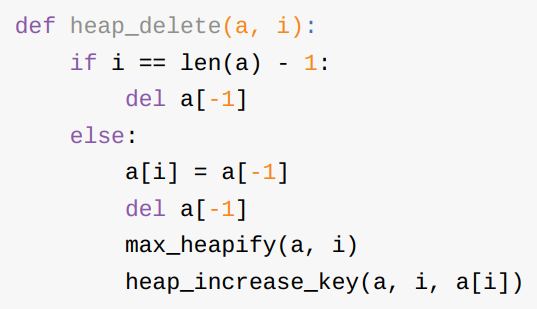 def heap_delete(a, i):
    if i == len(a) - 1:
        del a[-1]
    else:
        a[i] = a[-1]
        del a[-1]
        max_heapify(a, i)
        heap_increase_key(a, i, a[i])